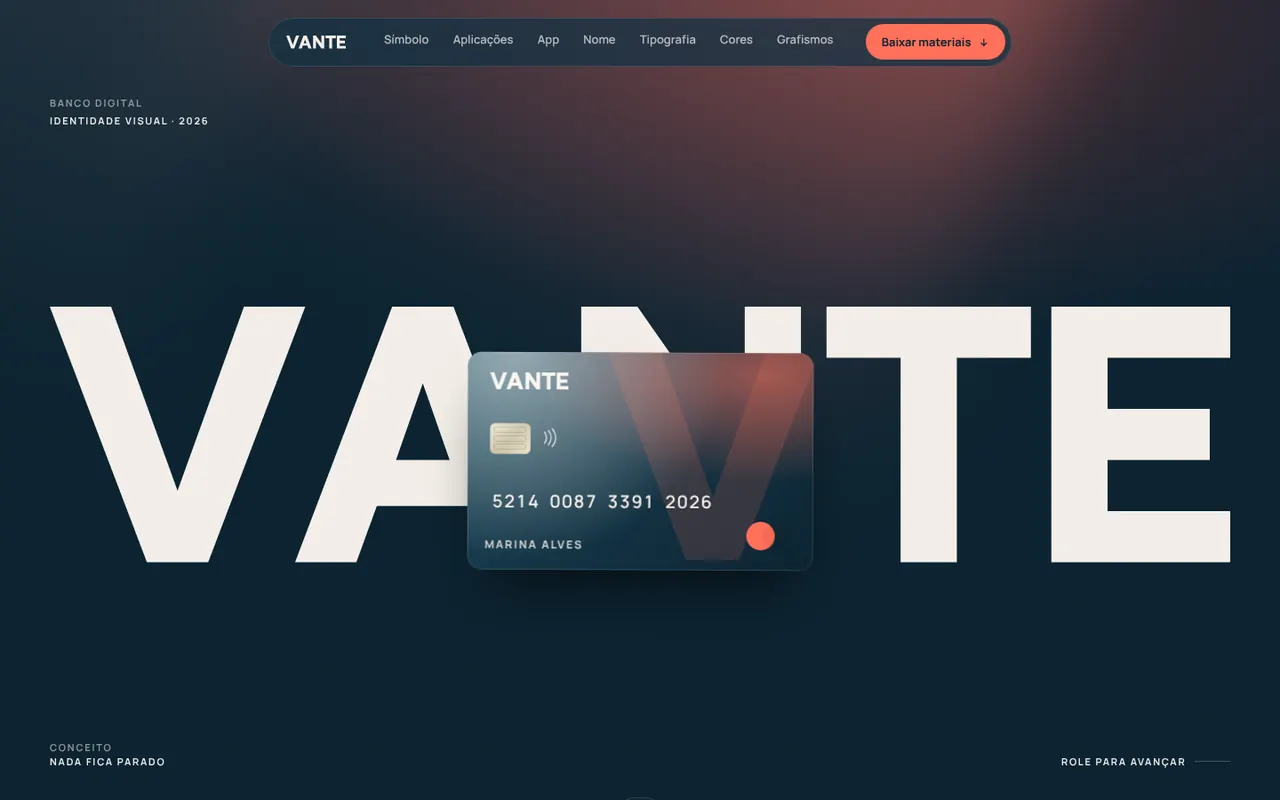 VANTE
Símbolo
Aplicações
App
Nome
Tipografia
Cores
Grafismos
Baixar materiais ↓
BANCO DIGITAL
IDENTIDADE VISUAL · 2026
VANTE
VANTE
5214 0087 3391 2026
MARINA ALVES
CONCEITO
NADA FICA PARADO
ROLE PARA AVANÇAR